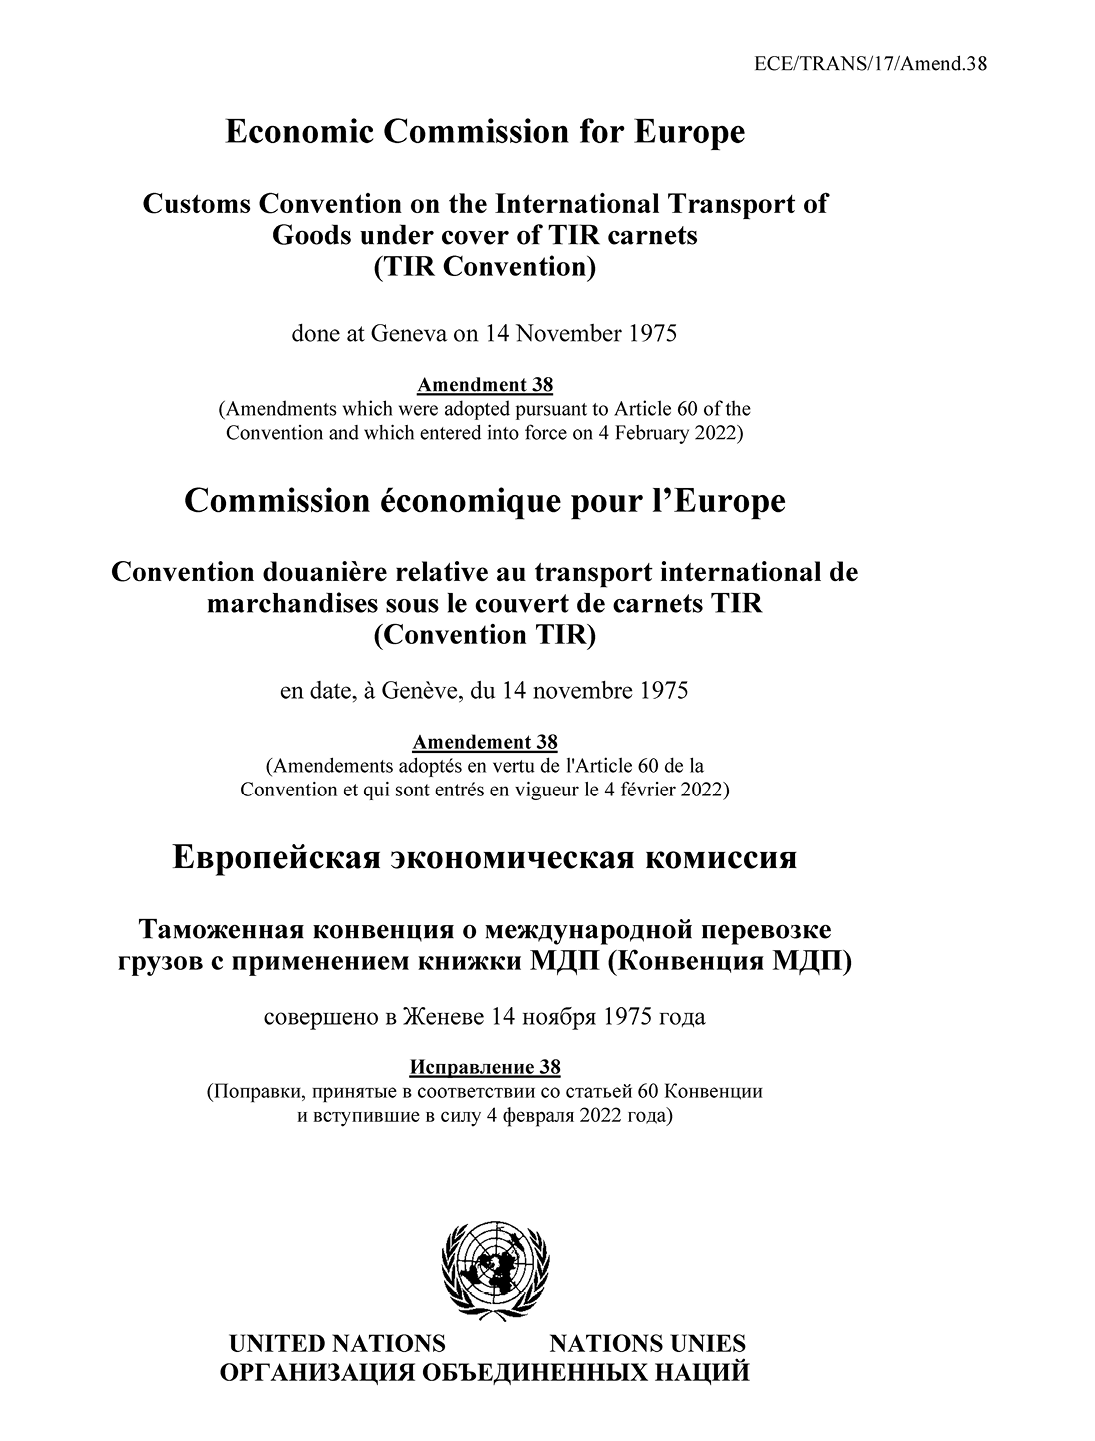 ECE/TRANS/17/Amend.38
Economic Commission for Europe
Customs Convention on the International Transport of
Goods under cover of TIR carnets
(TIR Convention)
done at Geneva on 14 November 1975
Amendment 38
(Amendments which were adopted pursuant to Article 60 of the
Convention and which entered into force on 4 February 2022)
Commission économique pour l’Europe
Convention douanière relative au transport international de
marchandises sous le couvert de carnets TIR
(Convention TIR)
en date, à Genève, du 14 novembre 1975
Amendement 38
(Amendements adoptés en vertu de l'Article 60 de la
Convention et qui sont entrés en vigueur le 4 février 2022)
Европейская экономическая комиссия
Таможенная конвенция о международной перевозке
грузов с применением книжки МДП (Конвенция МДП)
совершено в Женеве 14 ноября 1975 года
Исправление 38
(Поправки, принятые в соответствии со статьей 60 Конвенции
и вступившие в силу 4 февраля 2022 года)
UNITED NATIONS NATIONS UNIES
ОРГАНИЗАЦИЯ ОБЪЕДИНЕННЫХ НАЦИЙ